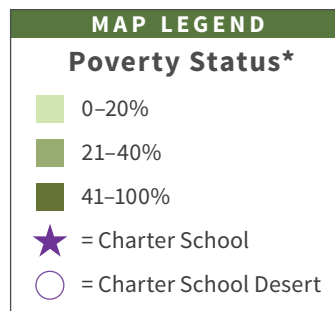 MAP LEGEND
Poverty Status*
0–20%
21–40%
41–100%
= Charter School
= Charter School Desert